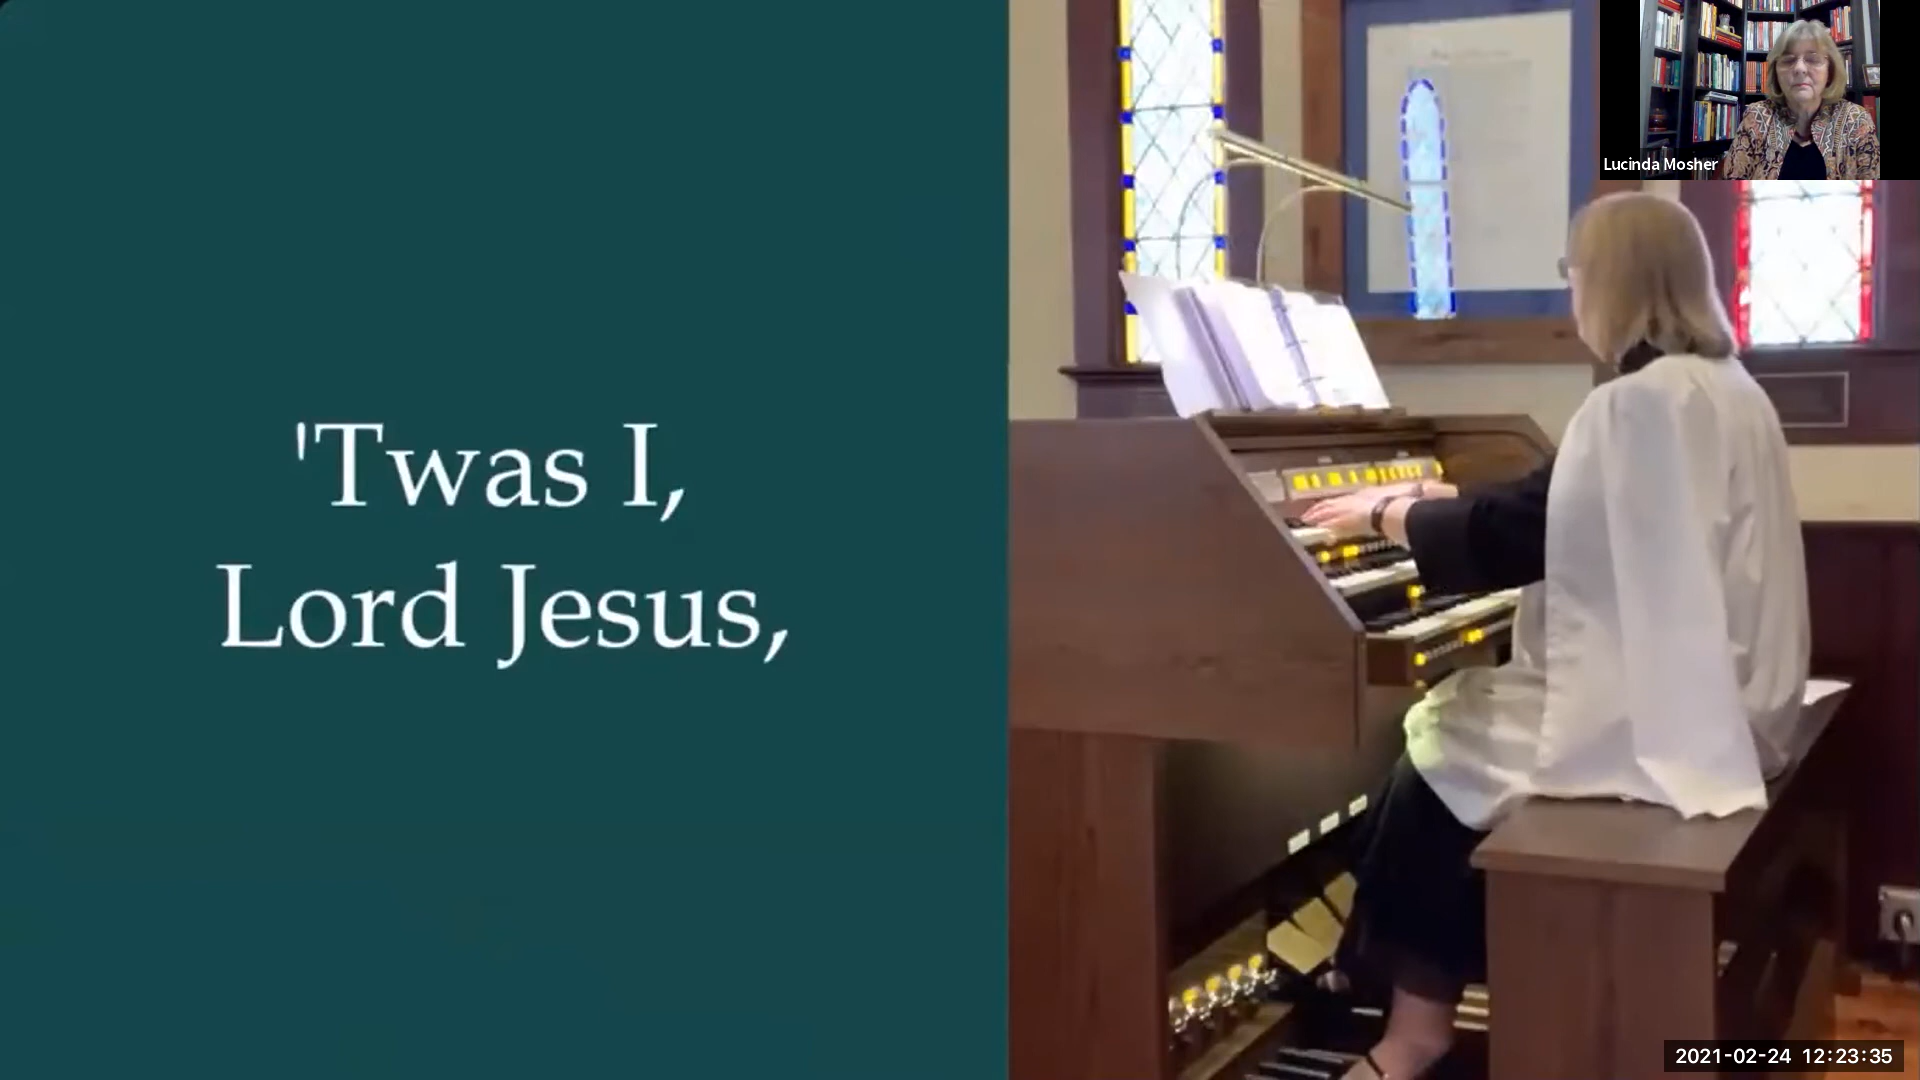 'Twas I,
Lord Jesus,
Lucinda Mosher
2021-02-24 12:23:35